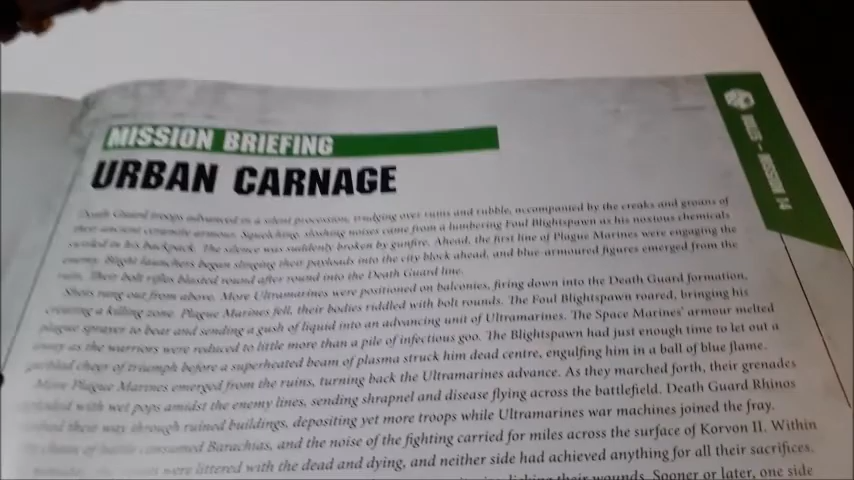 MISSION BRIEFING
URBAN CARNAGE
Death Guard troops advanced in a silent procession, trudging over ruins and rubble, accompanied by the creaks and groans of
their ancient ceramite armour. Squelching, sloshing noises came from a lumbering Foul Blightspawn as his noxious chemicals
swirled in his backpack. The silence was suddenly broken by gunfire. Ahead, the first line of Plague Marines were engaging the
enemy. Blight launchers began slinging their payloads into the city block ahead, and blue-armoured figures emerged from the
ruin. Their bolt rifles blasted round after round into the Death Guard line.
Shots rang out from above. More Ultramarines were positioned on balconies, firing down into the Death Guard formation,
creating a killing zone. Plague Marines fell, their bodies riddled with bolt rounds. The Foul Blightspawn roared, bringing his
plague sprayer to bear and sending a gush of liquid into an advancing unit of Ultramarines. The Space Marines' armour melted
away as the warriors were reduced to little more than a pile of infectious goo. The Blightspawn had just enough time to let out a
cheer of triumph before a superheated beam of plasma struck him dead centre, engulfing him in a ball of blue flame.
More Plague Marines emerged from the ruins, turning back the Ultramarines advance. As they marched forth, their grenades
exploded with wet pops amidst the enemy lines, sending shrapnel and disease flying across the battlefield. Death Guard Rhinos
their way through ruined buildings, depositing yet more troops while Ultramarines war machines joined the fray.
consumed Barachias, and the noise of the fighting carried for miles across the surface of Korvon II. Within
were littered with the dead and dying, and neither side had achieved anything for all their sacrifices.
licking their wounds. Sooner or later, one side
MISSION 14